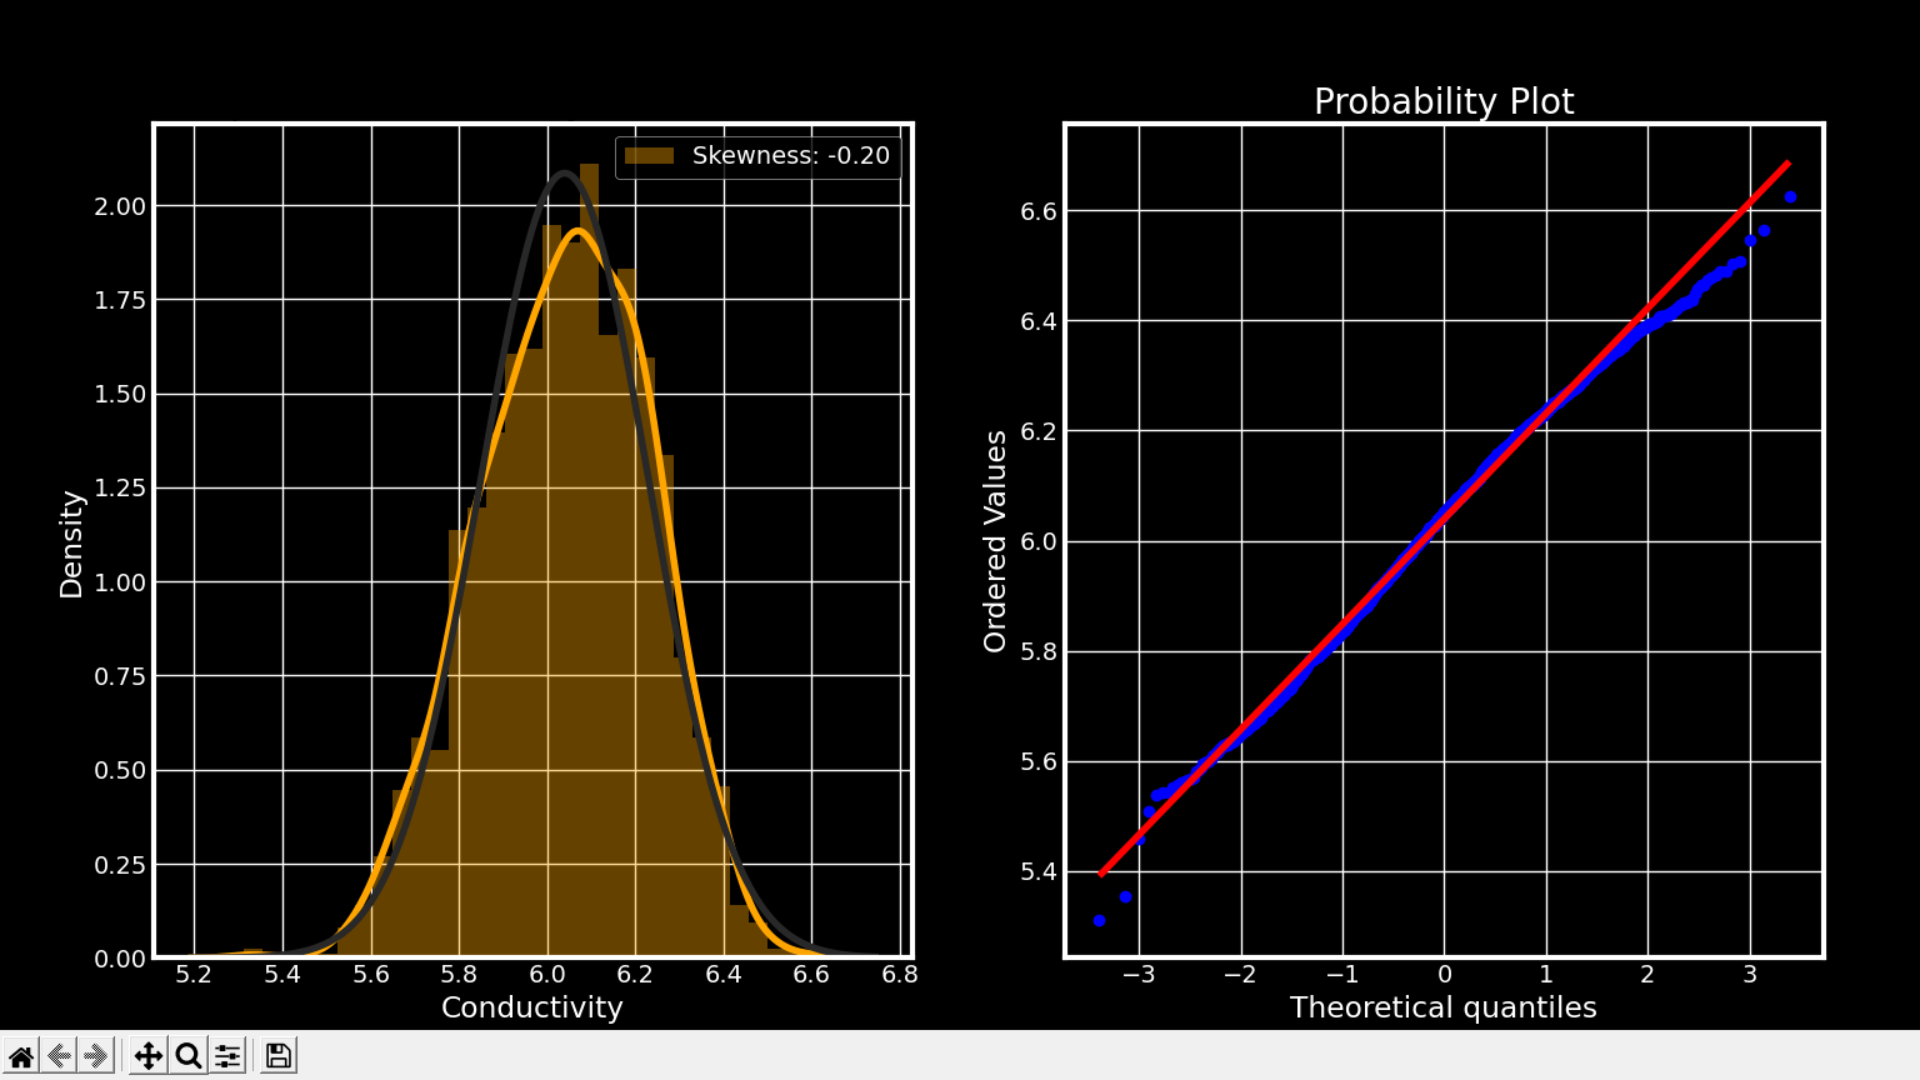 Skewness: -0.20
2.00
1.75
1.50
1.25
1.00
0.75
0.50
0.25
0.00
Density
5.2 5.4 5.6 5.8 6.0 6.2 6.4 6.6 6.8
Conductivity
Probability Plot
6.6
6.4
6.2
6.0
5.8
5.6
5.4
Ordered Values
−3 −2 −1 0 1 2 3
Theoretical quantiles